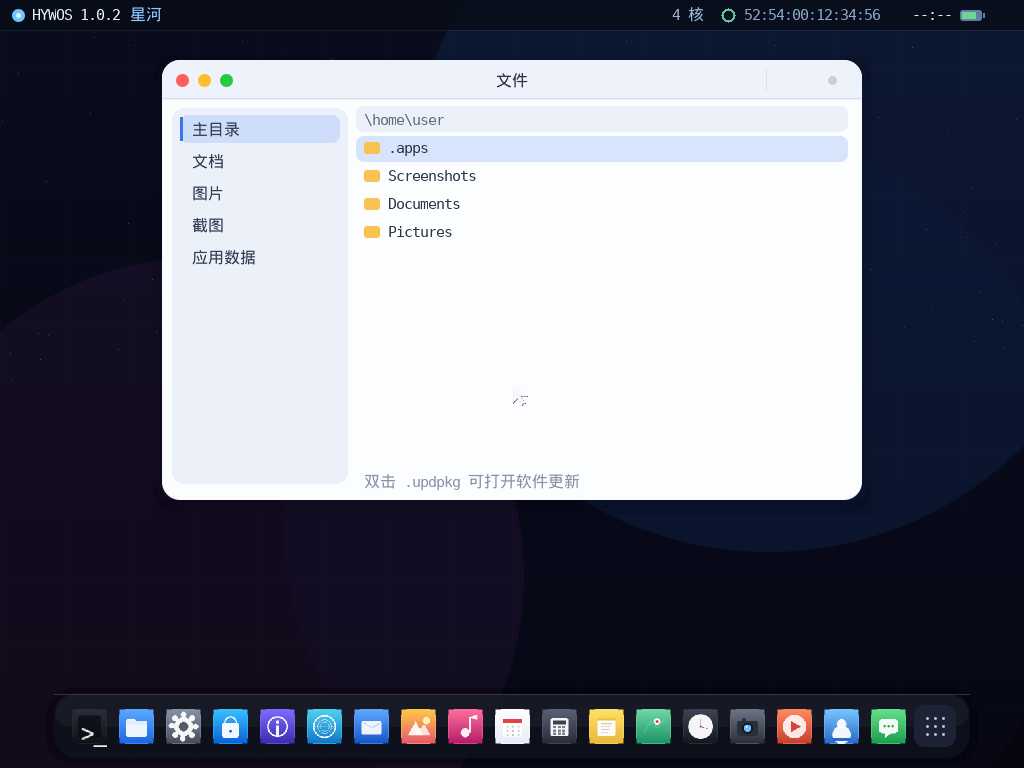 HYWOS 1.0.2 星河
4 核 52:54:00:12:34:56 --:--
文件
主目录
文档
图片
截图
应用数据
\home\user
.apps
Screenshots
Documents
Pictures
双击 .updpkg 可打开软件更新
>_